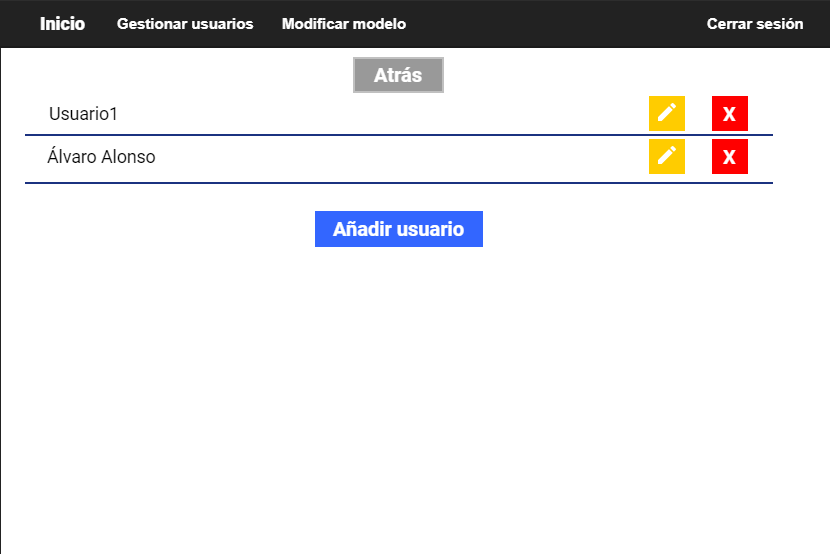 Inicio Gestionar usuarios Modificar modelo Cerrar sesión
Atrás
Usuario1 X
Álvaro Alonso X
Añadir usuario